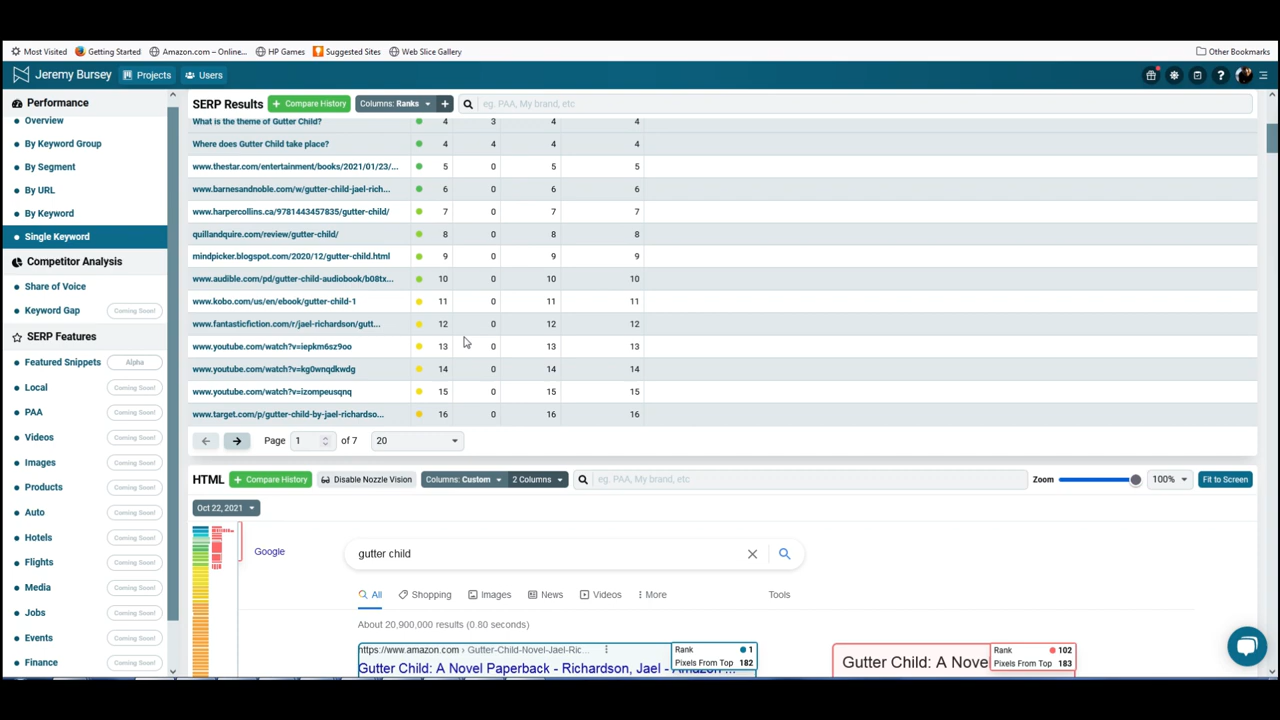 Most Visited Getting Started Amazon.com – Online... HP Games Suggested Sites Web Slice Gallery Other Bookmarks
Jeremy Bursey Projects Users ?
Performance
Overview
By Keyword Group
By Segment
By URL
By Keyword
Single Keyword
Competitor Analysis
Share of Voice
Keyword Gap Coming Soon!
SERP Features
Featured Snippets Alpha
Local Coming Soon!
PAA Coming Soon!
Videos Coming Soon!
Images Coming Soon!
Products Coming Soon!
Auto Coming Soon!
Hotels Coming Soon!
Flights Coming Soon!
Media Coming Soon!
Jobs Coming Soon!
Events Coming Soon!
Finance Coming Soon!
SERP Results + Compare History Columns: Ranks + eg. PAA, My brand, etc
What is the theme of Gutter Child? 4 3 4 4
Where does Gutter Child take place? 4 4 4 4
www.thestar.com/entertainment/books/2021/01/23/... 5 0 5 5
www.barnesandnoble.com/w/gutter-child-jael-rich... 6 0 6 6
www.harpercollins.ca/9781443457835/gutter-child/ 7 0 7 7
quillandquire.com/review/gutter-child/ 8 0 8 8
mindpicker.blogspot.com/2020/12/gutter-child.html 9 0 9 9
www.audible.com/pd/gutter-child-audiobook/b08tx... 10 0 10 10
www.kobo.com/us/en/ebook/gutter-child-1 11 0 11 11
www.fantasticfiction.com/r/jael-richardson/gutt... 12 0 12 12
www.youtube.com/watch?v=iepkm6sz9oo 13 0 13 13
www.youtube.com/watch?v=kg0wnqdkwdg 14 0 14 14
www.youtube.com/watch?v=izompeusqnq 15 0 15 15
www.target.com/p/gutter-child-by-jael-richardso... 16 0 16 16
Page 1 of 7 20
HTML + Compare History Disable Nozzle Vision Columns: Custom 2 Columns eg. PAA, My brand, etc Zoom 100% Fit to Screen
Oct 22, 2021
Google gutter child
All Shopping Images News Videos More Tools
About 20,900,000 results (0.80 seconds)
https://www.amazon.com › Gutter-Child-Novel-Jael-Ric...
Rank 1
Pixels From Top 182
Gutter Child: A Novel Paperback - Richardson, Jael - Amazon ...
Gutter Child: A Nove
Rank 102
Pixels From Top 183